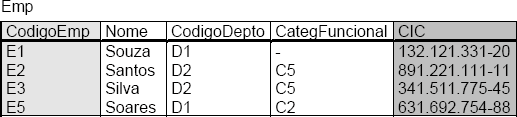 Emp
CodigoEmp Nome CodigoDepto CategFuncional CIC
E1 Souza D1 - 132.121.331-20
E2 Santos D2 C5 891.221.111-11
E3 Silva D2 C5 341.511.775-45
E5 Soares D1 C2 631.692.754-88